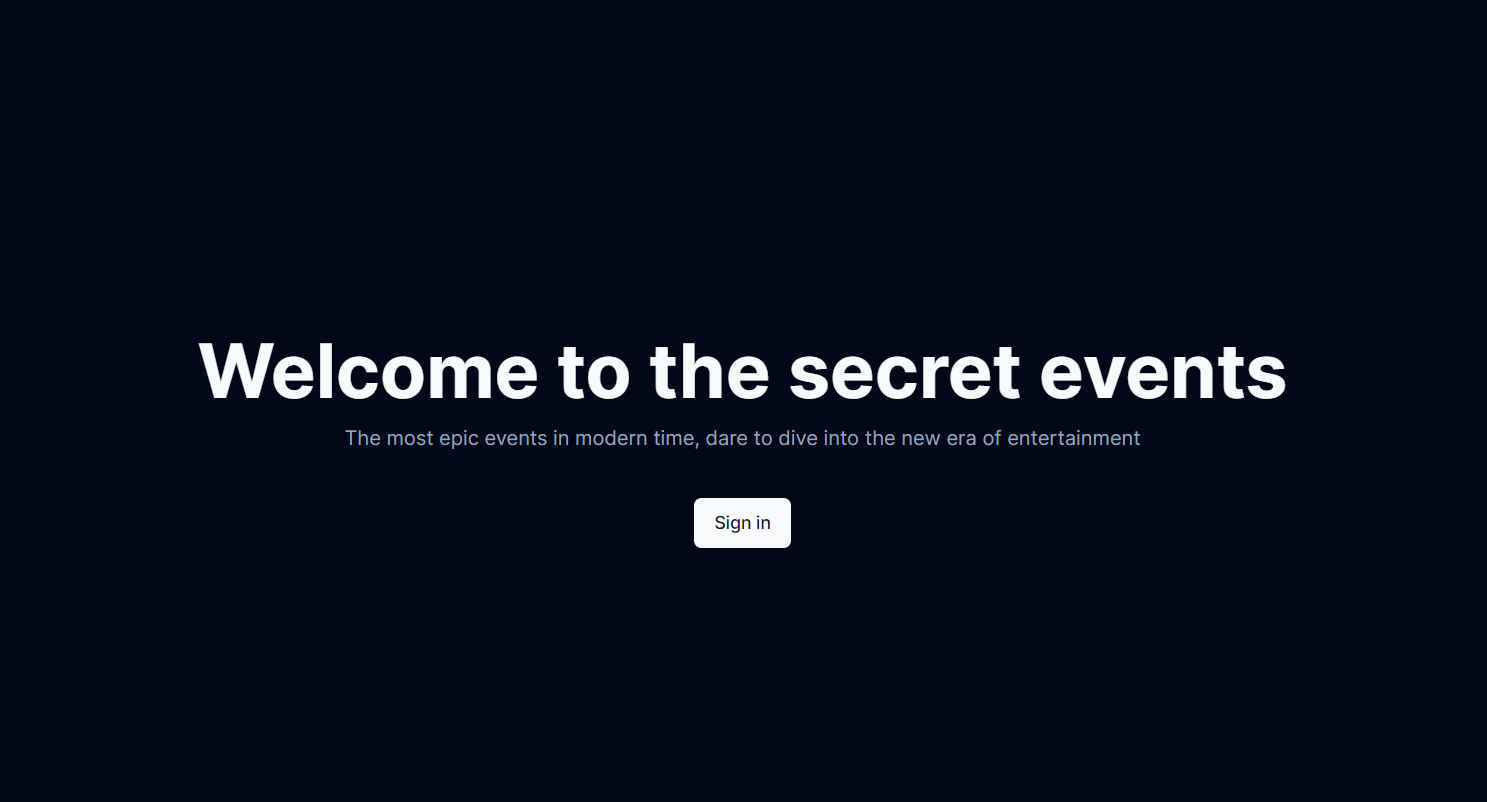 Welcome to the secret events
The most epic events in modern time, dare to dive into the new era of entertainment
Sign in